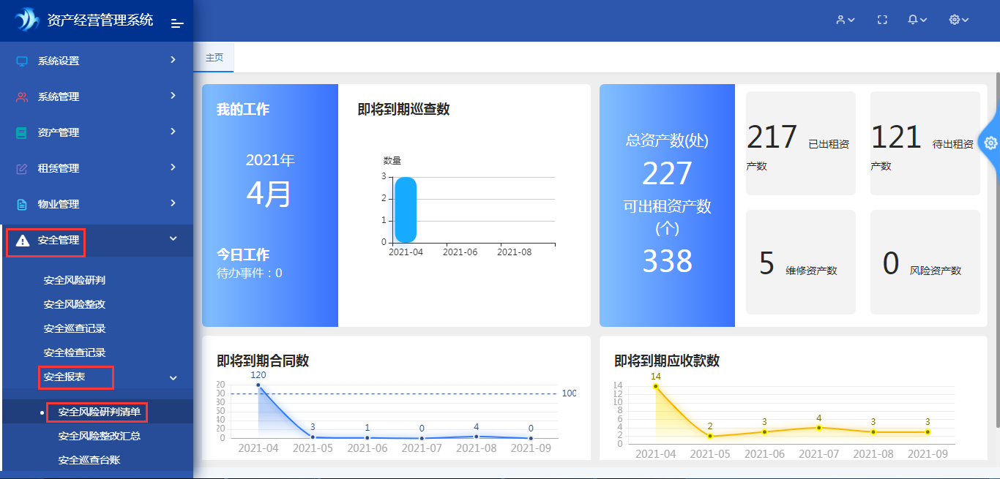 资产经营管理系统
系统设置
系统管理
资产管理
租赁管理
物业管理
安全管理
安全风险研判
安全风险整改
安全巡查记录
安全检查记录
安全报表
安全风险研判清单
安全风险整改汇总
安全巡查台账
主页
我的工作
2021年
4月
今日工作
待办事件：0
即将到期巡查数
数量
3
2
1
0
2021-04 2021-06 2021-08
总资产数(处)
227
可出租资产数
(个)
338
217 已出租资
产数
121 待出租资
产数
5 维修资产数
0 风险资产数
即将到期合同数
120
20
00
100
80
60
40
20
0
3 1 0 4 0
2021-04 2021-05 2021-06 2021-07 2021-08 2021-09
即将到期应收款数
14
14
12
10
8
6
4
2
0
2 3 4 3 3
2021-04 2021-05 2021-06 2021-07 2021-08 2021-09